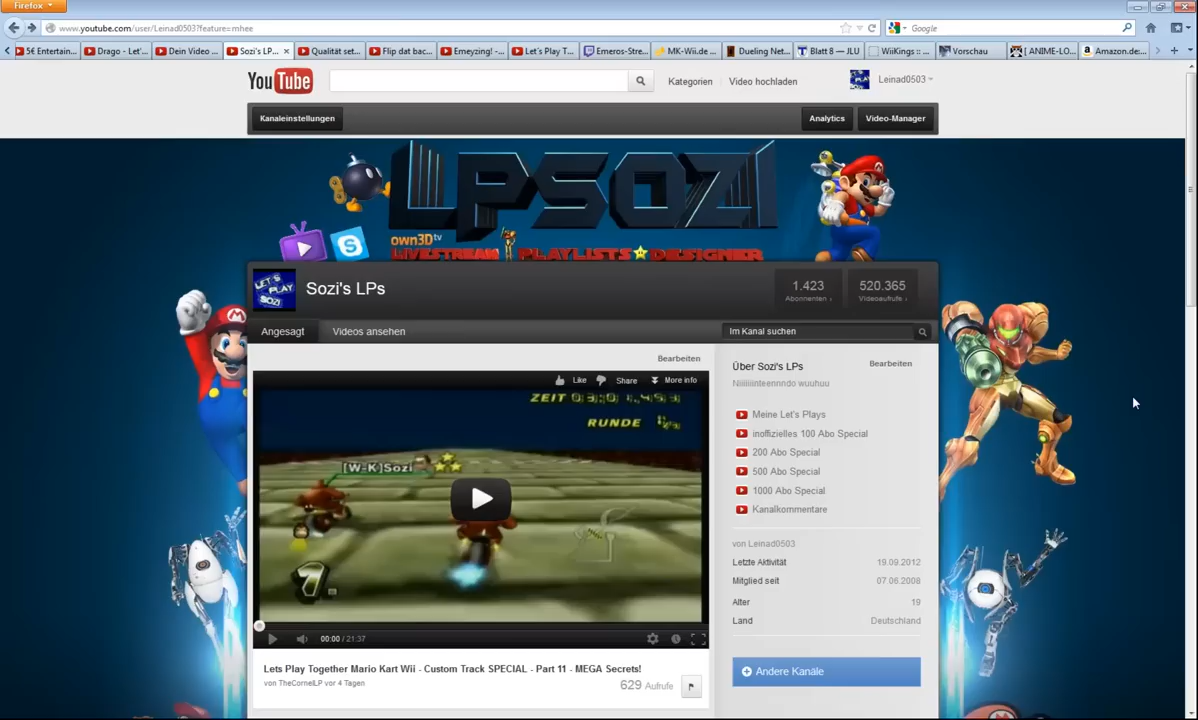 Firefox
www.youtube.com/user/Leinad0503?feature=mhee
Google
5€ Entertain...
Drago - Let'...
Dein Video ...
Sozi's LP...
Qualität set...
Flip dat bac...
Emeyzing! -...
Let´s Play T...
Emeros-Stre...
MK-Wii.de ...
Dueling Net...
Blatt 8 — JLU
WiiKings :: ...
Vorschau
[ ANIME-LO...
Amazon.de:...
YouTube
Kategorien
Video hochladen
Leinad0503
Kanaleinstellungen
Analytics
Video-Manager
LPSOZI
own3D tv
LIVESTREAM
PLAYLISTS
DESIGNER
LET'S PLAY SOZI
Sozi's LPs
1.423
Abonnenten ›
520.365
Videoaufrufe ›
Angesagt
Videos ansehen
Im Kanal suchen
Bearbeiten
Like
Share
More info
ZEIT
RUNDE
[W-K]Sozi
00:00 / 21:37
Lets Play Together Mario Kart Wii - Custom Track SPECIAL - Part 11 - MEGA Secrets!
von TheCornelLP vor 4 Tagen
629 Aufrufe
Über Sozi's LPs
Bearbeiten
Niiiiiiinteennnndo wuuhuu
Meine Let's Plays
inoffizielles 100 Abo Special
200 Abo Special
500 Abo Special
1000 Abo Special
Kanalkommentare
von Leinad0503
Letzte Aktivität
19.09.2012
Mitglied seit
07.06.2008
Alter
19
Land
Deutschland
Andere Kanäle